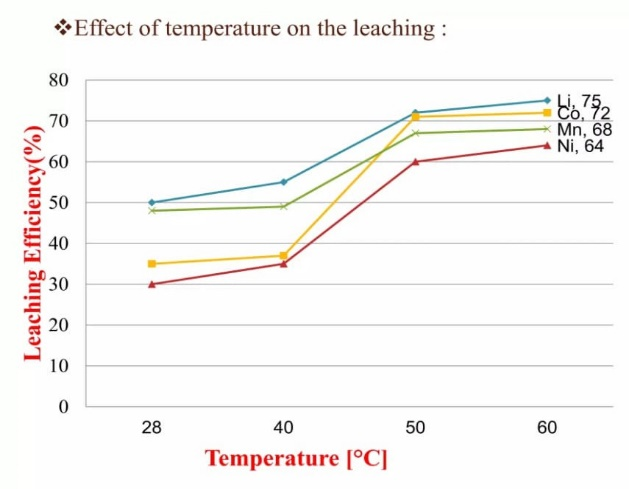 ❖Effect of temperature on the leaching :
80
70
60
50
40
30
20
10
0
Leaching Efficiency(%)
Li, 75
Co, 72
Mn, 68
Ni, 64
28 40 50 60
Temperature [°C]